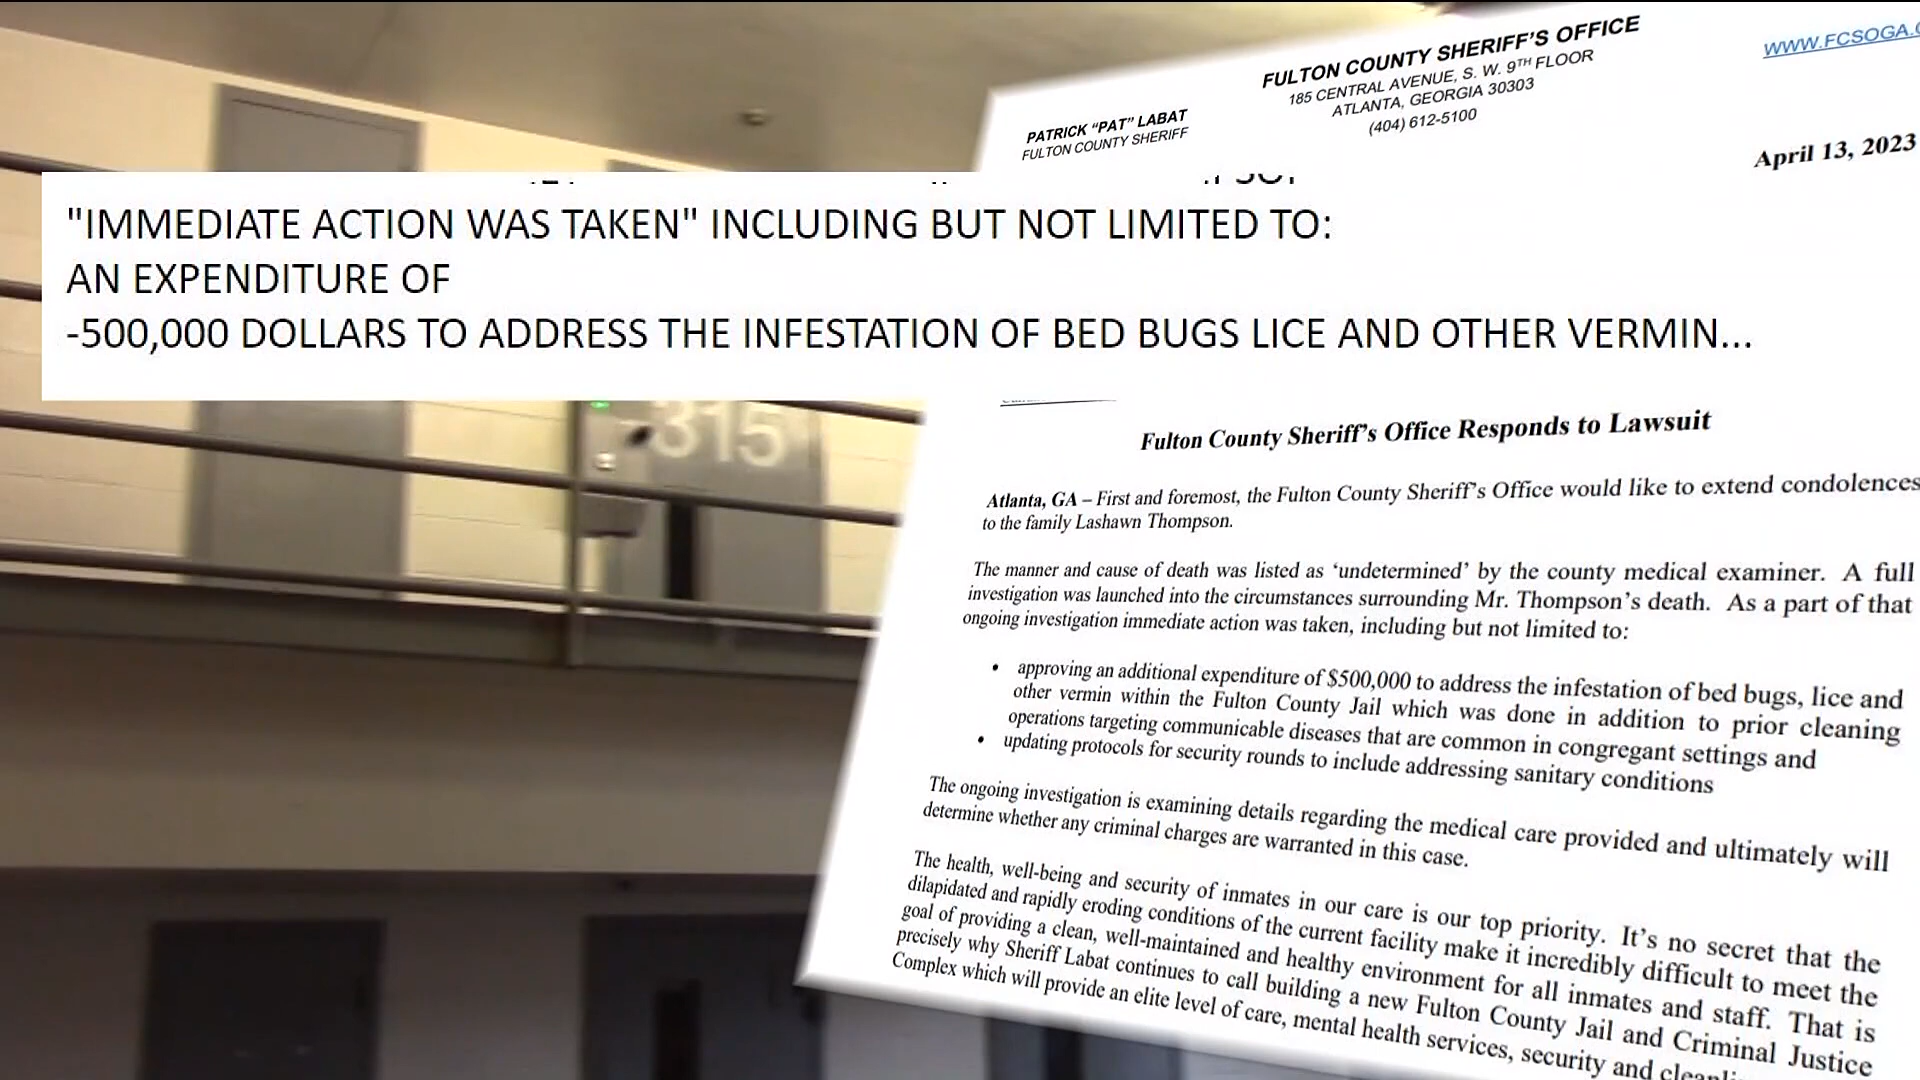 FULTON COUNTY SHERIFF'S OFFICE
185 CENTRAL AVENUE, S. W. 9TH FLOOR
ATLANTA, GEORGIA 30303
(404) 612-5100
WWW.FCSOGA.
PATRICK “PAT” LABAT
FULTON COUNTY SHERIFF
April 13, 2023
"IMMEDIATE ACTION WAS TAKEN" INCLUDING BUT NOT LIMITED TO:
AN EXPENDITURE OF
-500,000 DOLLARS TO ADDRESS THE INFESTATION OF BED BUGS LICE AND OTHER VERMIN...
315
Fulton County Sheriff's Office Responds to Lawsuit
Atlanta, GA – First and foremost, the Fulton County Sheriff's Office would like to extend condolences
to the family Lashawn Thompson.
The manner and cause of death was listed as ‘undetermined’ by the county medical examiner. A full
investigation was launched into the circumstances surrounding Mr. Thompson's death. As a part of that
ongoing investigation immediate action was taken, including but not limited to:
• approving an additional expenditure of $500,000 to address the infestation of bed bugs, lice and
other vermin within the Fulton County Jail which was done in addition to prior cleaning
operations targeting communicable diseases that are common in congregant settings and
• updating protocols for security rounds to include addressing sanitary conditions
The ongoing investigation is examining details regarding the medical care provided and ultimately will
determine whether any criminal charges are warranted in this case.
The health, well-being and security of inmates in our care is our top priority. It's no secret that the
dilapidated and rapidly eroding conditions of the current facility make it incredibly difficult to meet the
goal of providing a clean, well-maintained and healthy environment for all inmates and staff. That is
precisely why Sheriff Labat continues to call building a new Fulton County Jail and Criminal Justice
Complex which will provide an elite level of care, mental health services, security and